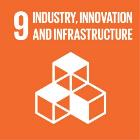 9 INDUSTRY, INNOVATION
AND INFRASTRUCTURE